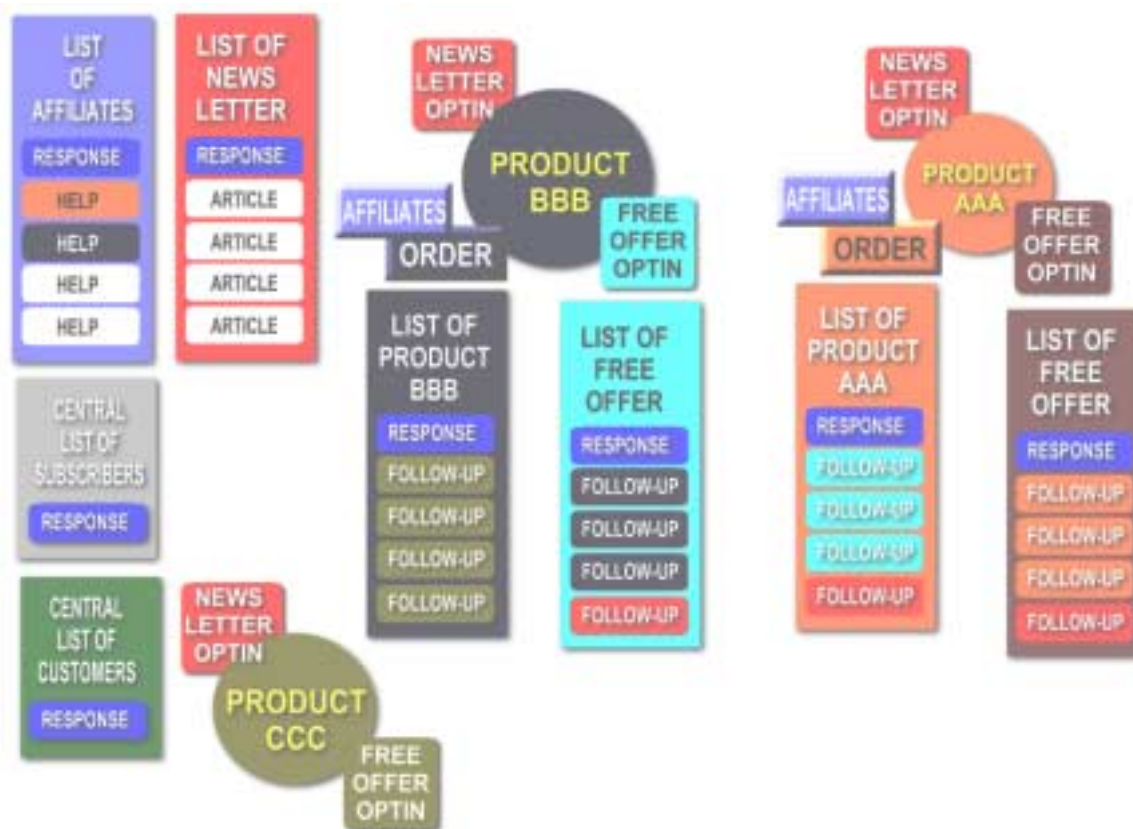 LIST
OF
AFFILIATES
RESPONSE
HELP
HELP
HELP
HELP
LIST OF
NEWS
LETTER
RESPONSE
ARTICLE
ARTICLE
ARTICLE
ARTICLE
NEWS
LETTER
OPTIN
PRODUCT
BBB
AFFILIATES
ORDER
FREE
OFFER
OPTIN
LIST OF
PRODUCT
BBB
RESPONSE
FOLLOW-UP
FOLLOW-UP
FOLLOW-UP
FOLLOW-UP
LIST OF
FREE
OFFER
RESPONSE
FOLLOW-UP
FOLLOW-UP
FOLLOW-UP
FOLLOW-UP
NEWS
LETTER
OPTIN
PRODUCT
AAA
AFFILIATES
ORDER
FREE
OFFER
OPTIN
LIST OF
PRODUCT
AAA
RESPONSE
FOLLOW-UP
FOLLOW-UP
FOLLOW-UP
FOLLOW-UP
LIST OF
FREE
OFFER
RESPONSE
FOLLOW-UP
FOLLOW-UP
FOLLOW-UP
FOLLOW-UP
CENTRAL
LIST OF
SUBSCRIBERS
RESPONSE
CENTRAL
LIST OF
CUSTOMERS
RESPONSE
NEWS
LETTER
OPTIN
PRODUCT
CCC
FREE
OFFER
OPTIN